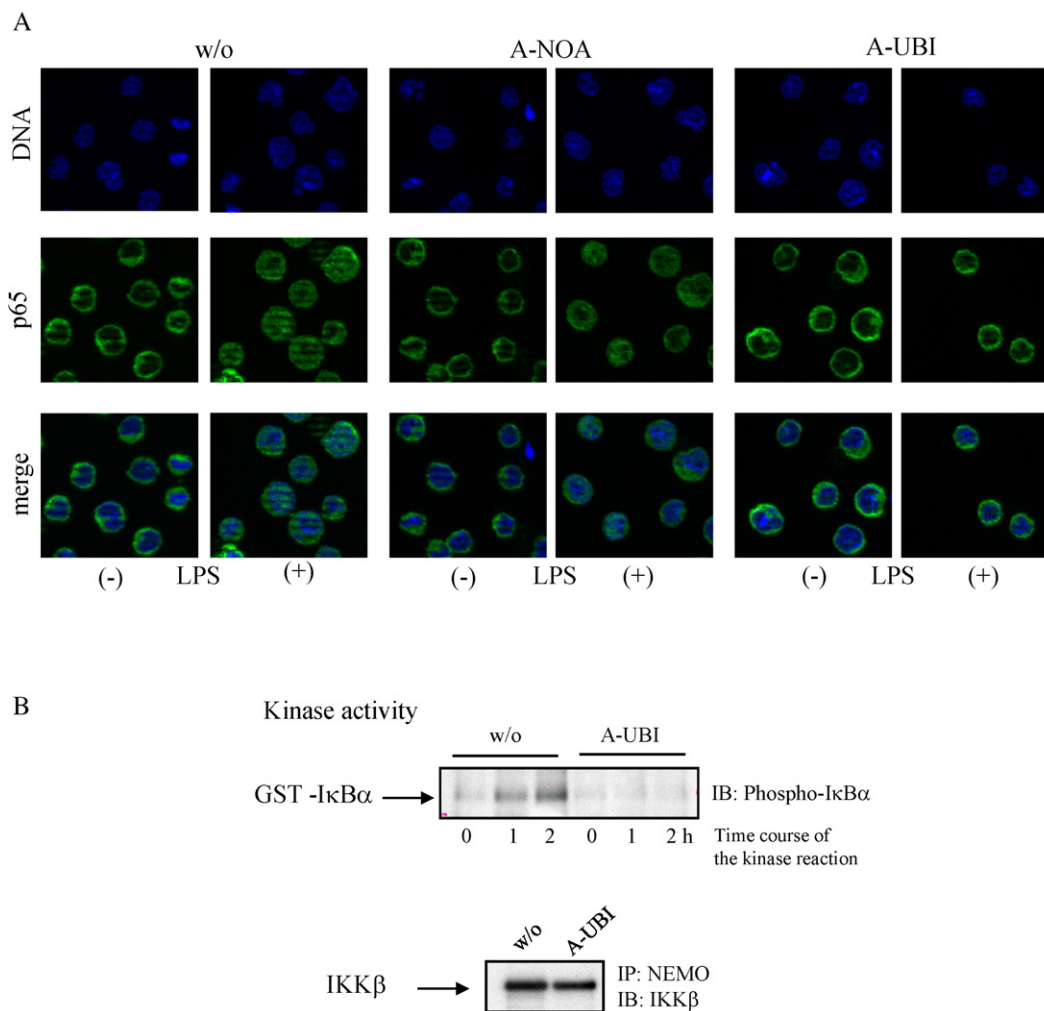 A
w/o A-NOA A-UBI
DNA
p65
merge
(-) LPS (+) (-) LPS (+) (-) LPS (+)
B
Kinase activity
w/o A-UBI
GST -IκBα IB: Phospho-IκBα
0 1 2 0 1 2 h Time course of
the kinase reaction
w/o A-UBI
IKKβ IP: NEMO
IB: IKKβ